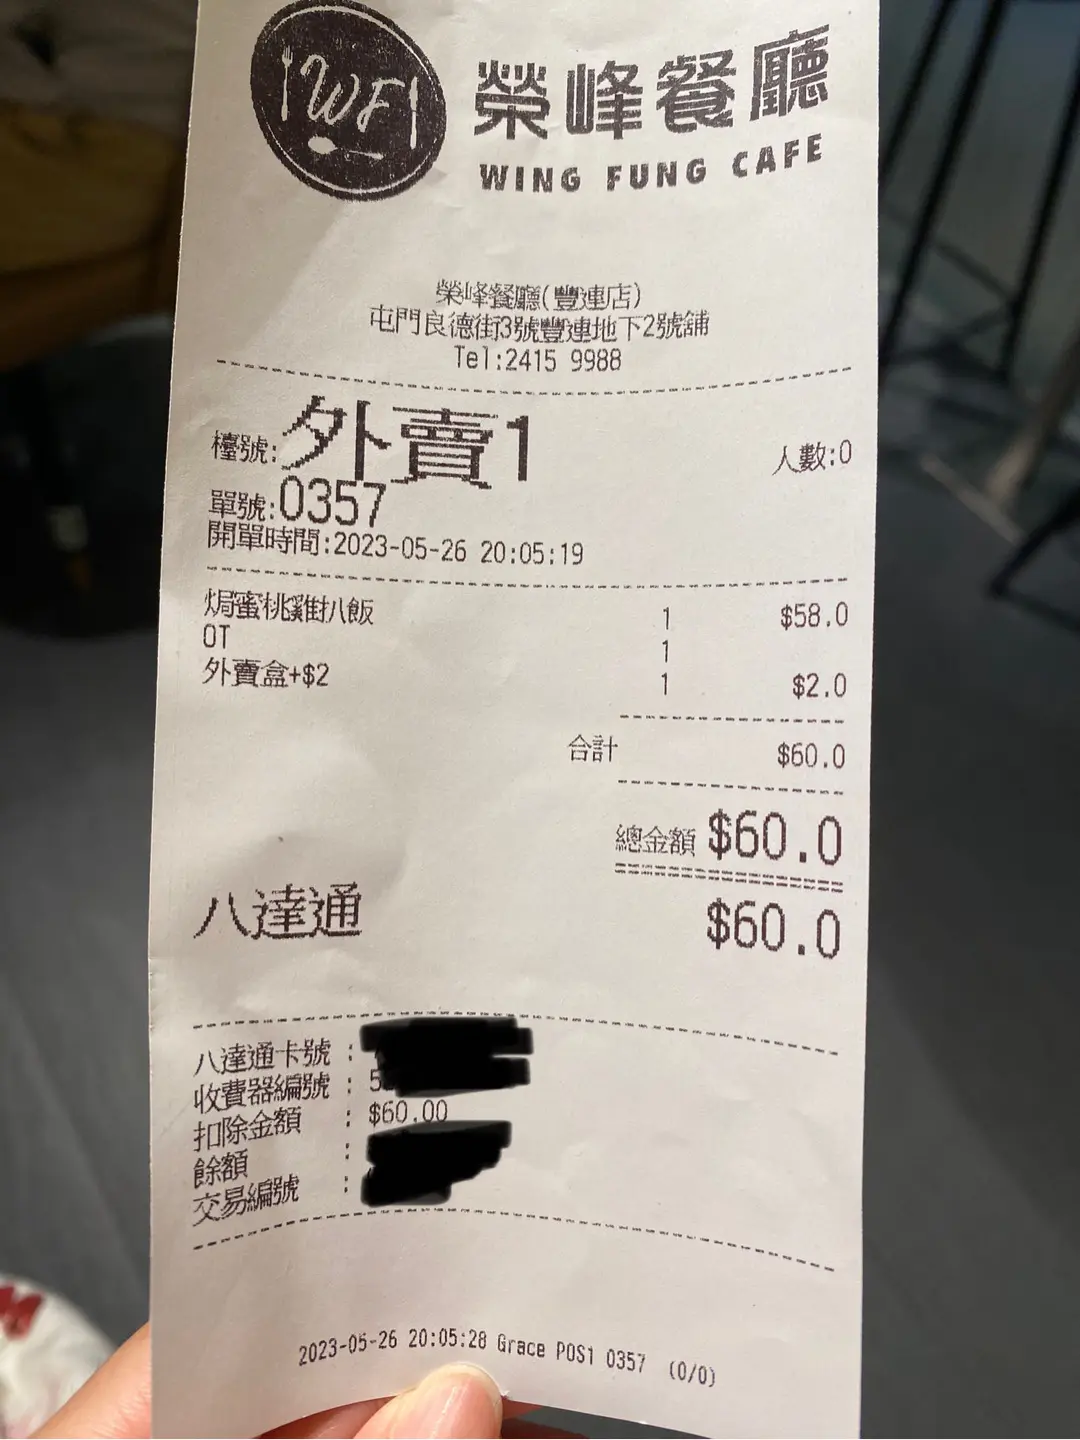 WF
榮峰餐廳
WING FUNG CAFE
榮峰餐廳(豐連店)
屯門良德街3號豐連地下2號舖
Tel:2415 9988
檯號:外賣1 人數:0
單號:0357
開單時間:2023-05-26 20:05:19
焗蜜桃雞扒飯 1 $58.0
OT 1
外賣盒+$2 1 $2.0
合計 $60.0
總金額 $60.0
八達通 $60.0
八達通卡號 :
收費器編號 : 5
扣除金額 : $60.00
餘額 :
交易編號 :
2023-05-26 20:05:28 Grace POS1 0357 (0/0)